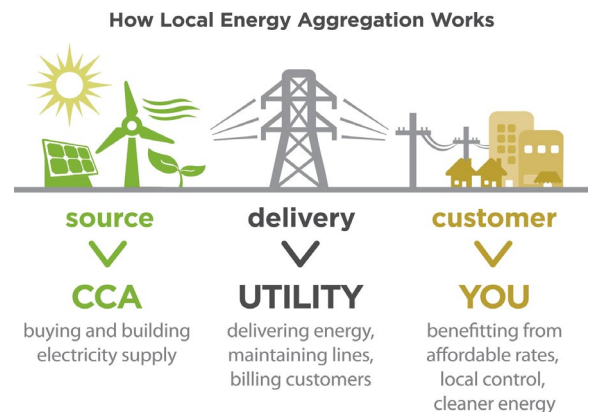 How Local Energy Aggregation Works
source
CCA
buying and building
electricity supply
delivery
UTILITY
delivering energy,
maintaining lines,
billing customers
customer
YOU
benefitting from
affordable rates,
local control,
cleaner energy